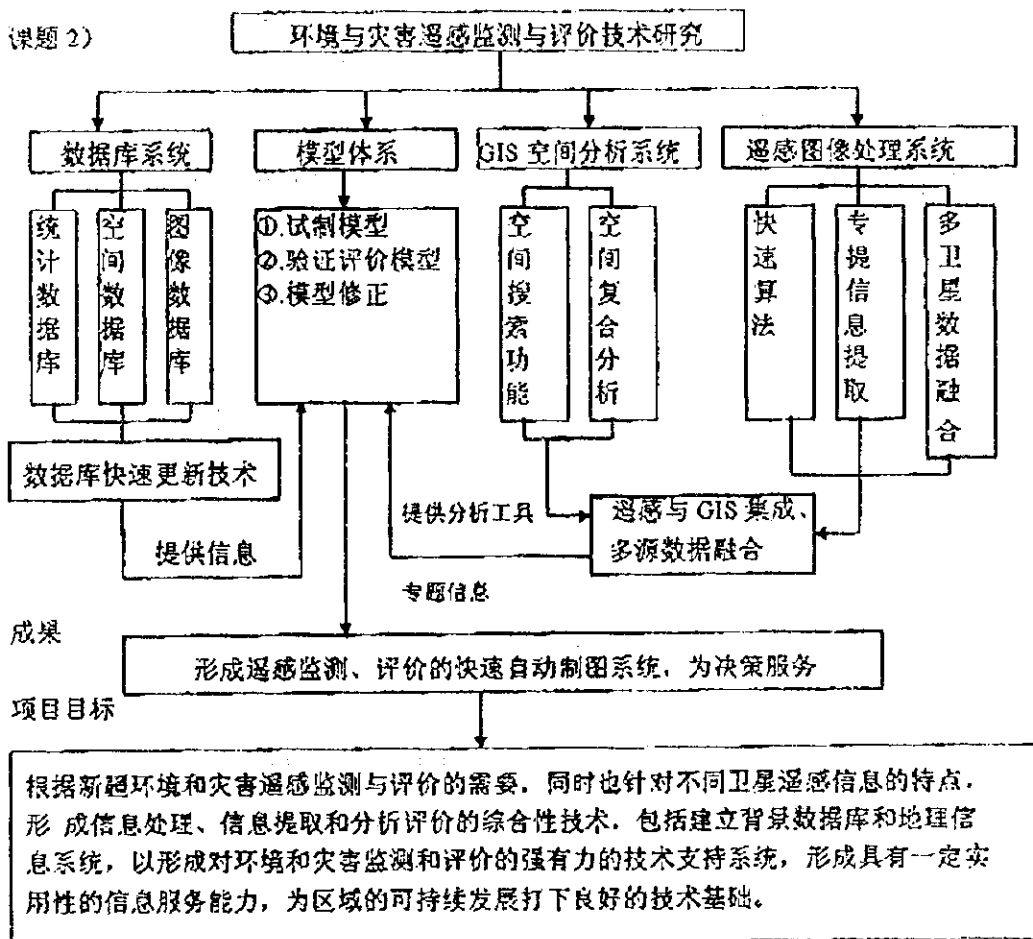 课题 2）
环境与灾害遥感监测与评价技术研究
数据库系统
模型体系
GIS 空间分析系统
遥感图像处理系统
统计数据库
空间数据库
图像数据库
①.试制模型
②.验证评价模型
③.模型修正
空间搜索功能
空间复合分析
快速算法
专提信息提取
多卫星数据融合
数据库快速更新技术
提供信息
提供分析工具
专题信息
遥感与 GIS 集成、
多源数据融合
成果
形成遥感监测、评价的快速自动制图系统，为决策服务
项目目标
根据新疆环境和灾害遥感监测与评价的需要，同时也针对不同卫星遥感信息的特点，
形 成信息处理、信息提取和分析评价的综合性技术，包括建立背景数据库和地理信
息系统，以形成对环境和灾害监测和评价的强有力的技术支持系统，形成具有一定实
用性的信息服务能力，为区域的可持续发展打下良好的技术基础。